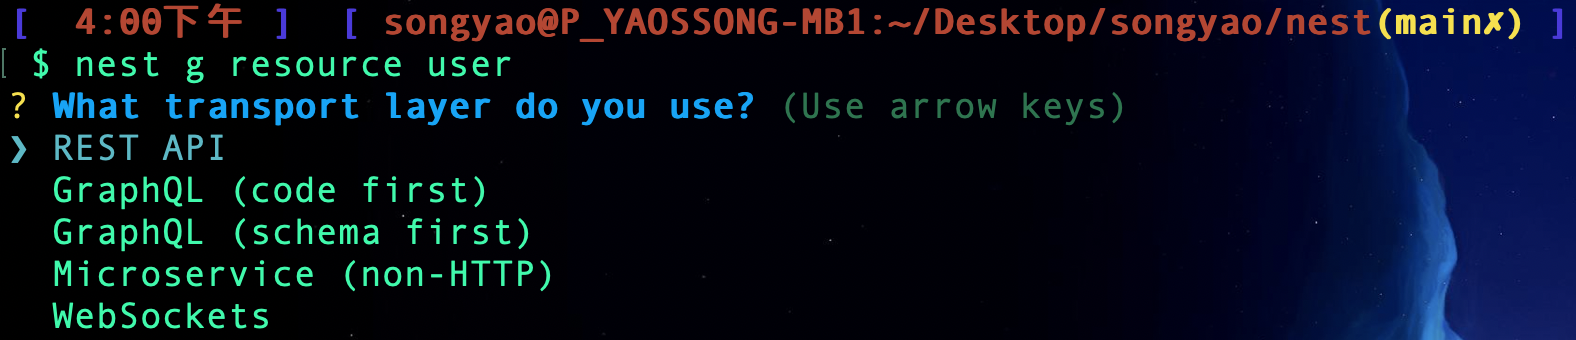 [  4:00下午 ]  [ songyao@P_YAOSSONG-MB1:~/Desktop/songyao/nest(main✗) ]
[ $ nest g resource user
? What transport layer do you use? (Use arrow keys)
❯ REST API
  GraphQL (code first)
  GraphQL (schema first)
  Microservice (non-HTTP)
  WebSockets